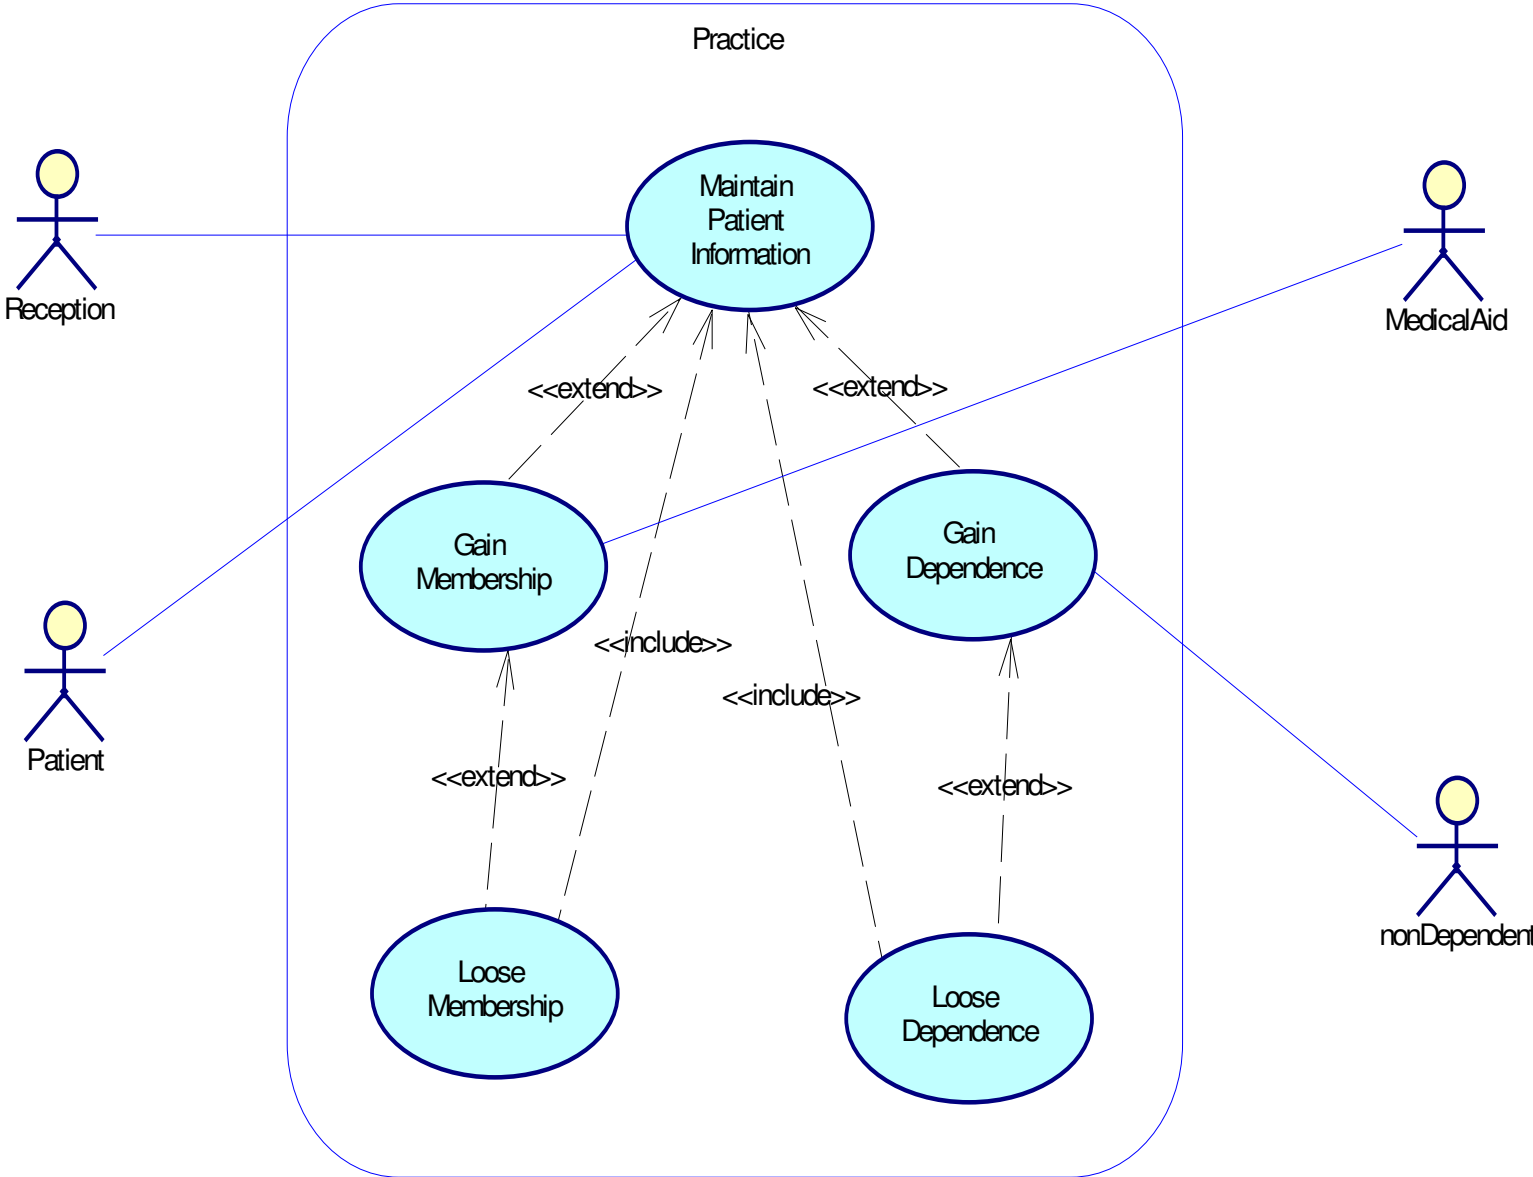 Practice
Maintain
Patient
Information
Reception
MedicalAid
<<extend>>
<<extend>>
Gain
Membership
Gain
Dependence
<<include>>
<<include>>
Patient
<<extend>>
<<extend>>
nonDependent
Loose
Membership
Loose
Dependence